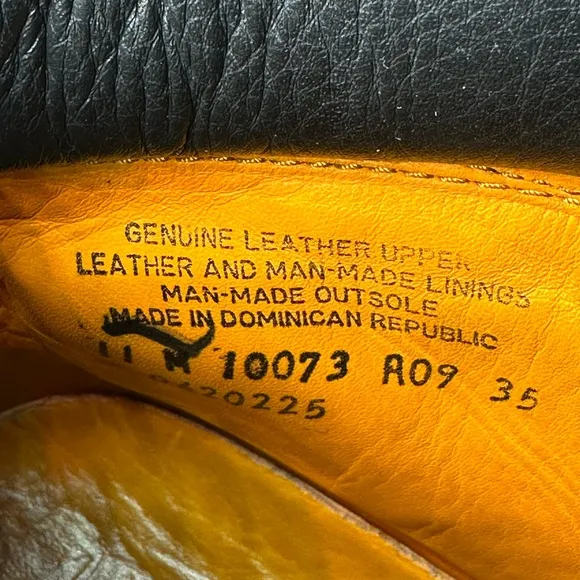 GENUINE LEATHER UPPER
LEATHER AND MAN-MADE LININGS
MAN-MADE OUTSOLE
MADE IN DOMINICAN REPUBLIC
11 M 10073 A09 35